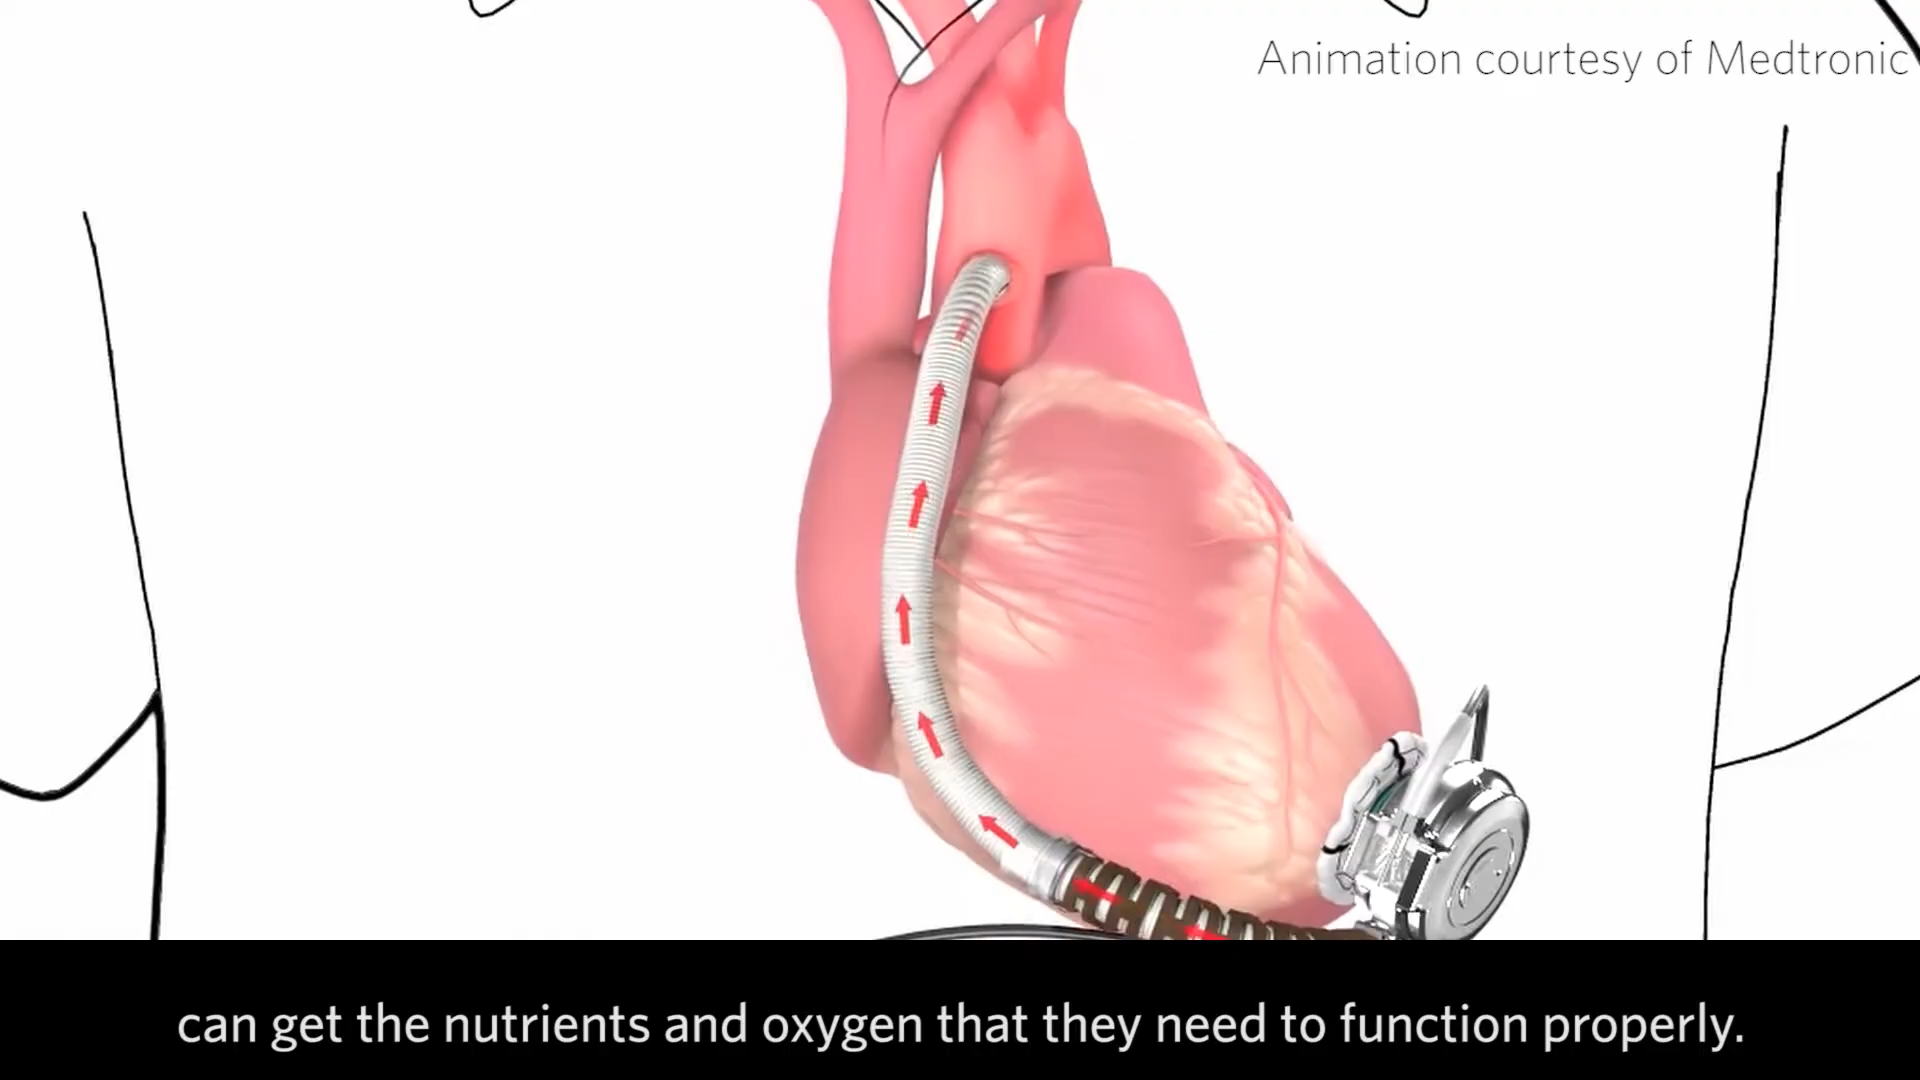 Animation courtesy of Medtronic
can get the nutrients and oxygen that they need to function properly.